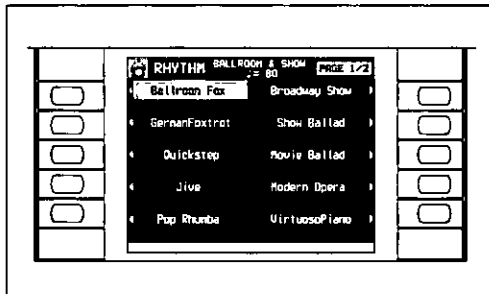 RHYTHM BALLROOM & SHOW PAGE 1/2
♩= 80
Ballroom Fox Broadway Show
GermanFoxtrot Show Ballad
Quickstep Movie Ballad
Jive Modern Opera
Pop Rhumba VirtuosoPiano